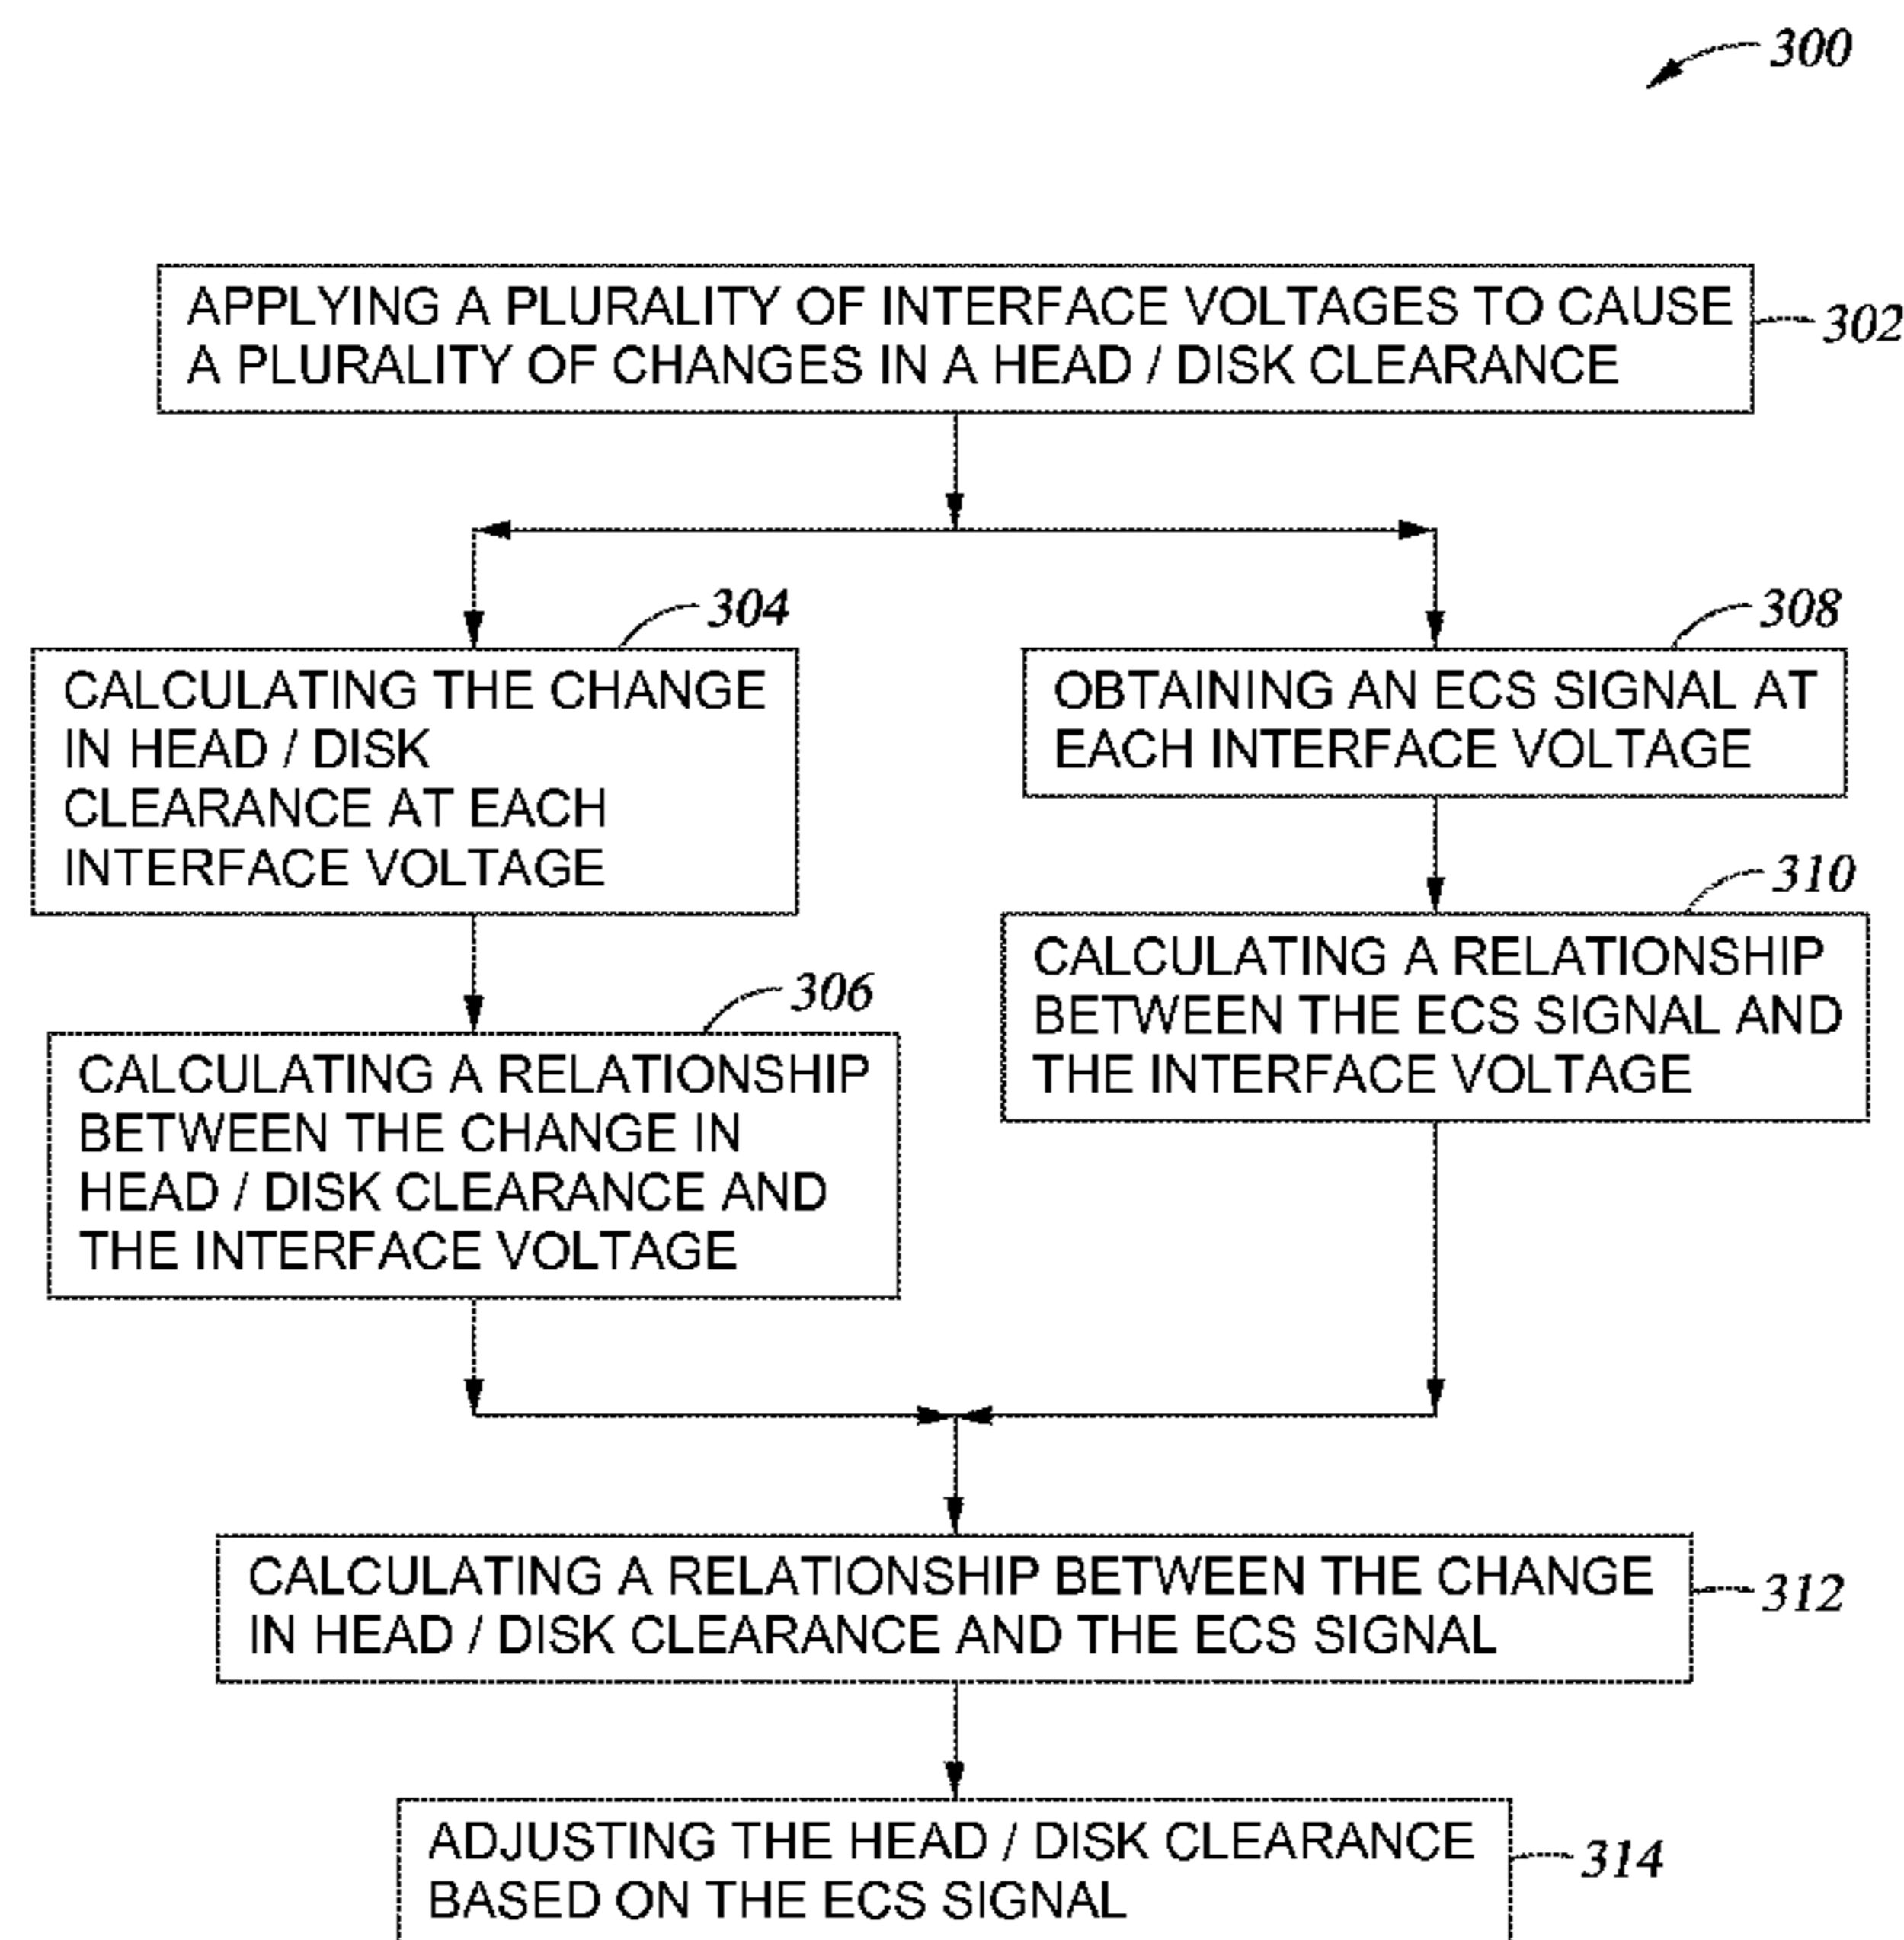 300
APPLYING A PLURALITY OF INTERFACE VOLTAGES TO CAUSE
A PLURALITY OF CHANGES IN A HEAD / DISK CLEARANCE
302
304
CALCULATING THE CHANGE
IN HEAD / DISK
CLEARANCE AT EACH
INTERFACE VOLTAGE
308
OBTAINING AN ECS SIGNAL AT
EACH INTERFACE VOLTAGE
306
CALCULATING A RELATIONSHIP
BETWEEN THE CHANGE IN
HEAD / DISK CLEARANCE AND
THE INTERFACE VOLTAGE
310
CALCULATING A RELATIONSHIP
BETWEEN THE ECS SIGNAL AND
THE INTERFACE VOLTAGE
CALCULATING A RELATIONSHIP BETWEEN THE CHANGE
IN HEAD / DISK CLEARANCE AND THE ECS SIGNAL
312
ADJUSTING THE HEAD / DISK CLEARANCE
BASED ON THE ECS SIGNAL
314